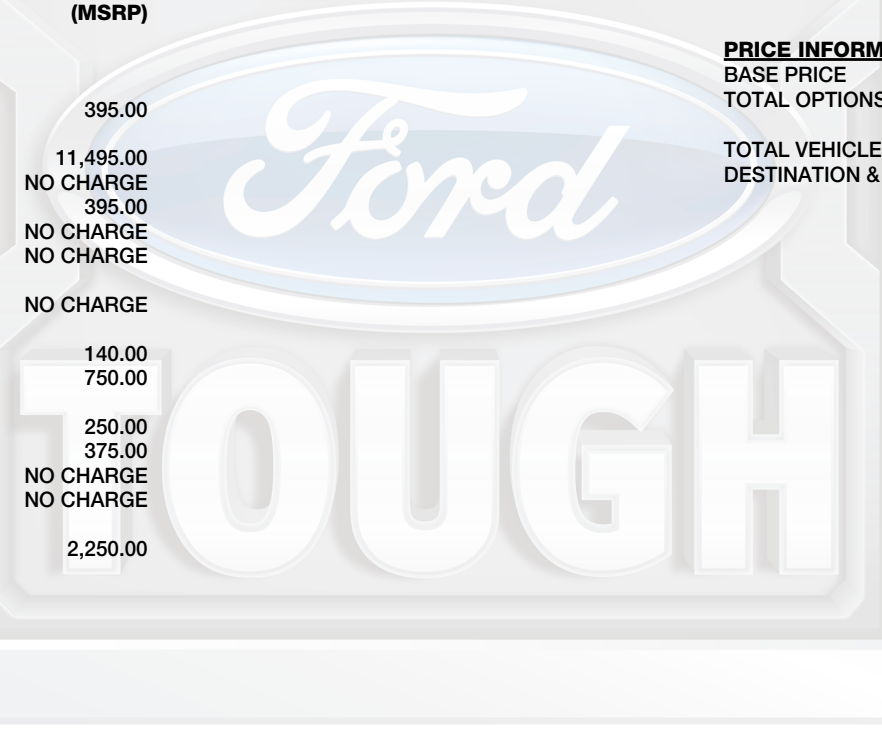 (MSRP)
395.00
11,495.00
NO CHARGE
395.00
NO CHARGE
NO CHARGE
NO CHARGE
140.00
750.00
250.00
375.00
NO CHARGE
NO CHARGE
2,250.00
PRICE INFORM
BASE PRICE
TOTAL OPTIONS
TOTAL VEHICLE
DESTINATION &
Ford
TOUGH